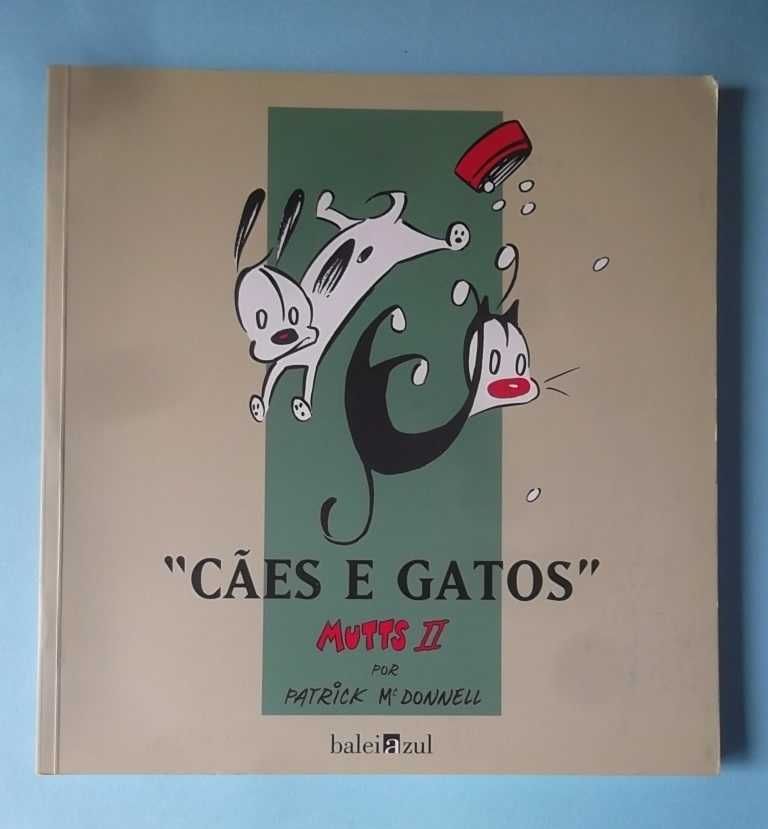 "CÃES E GATOS"
MUTTS II
POR
PATRICK McDONNELL
baleiazul